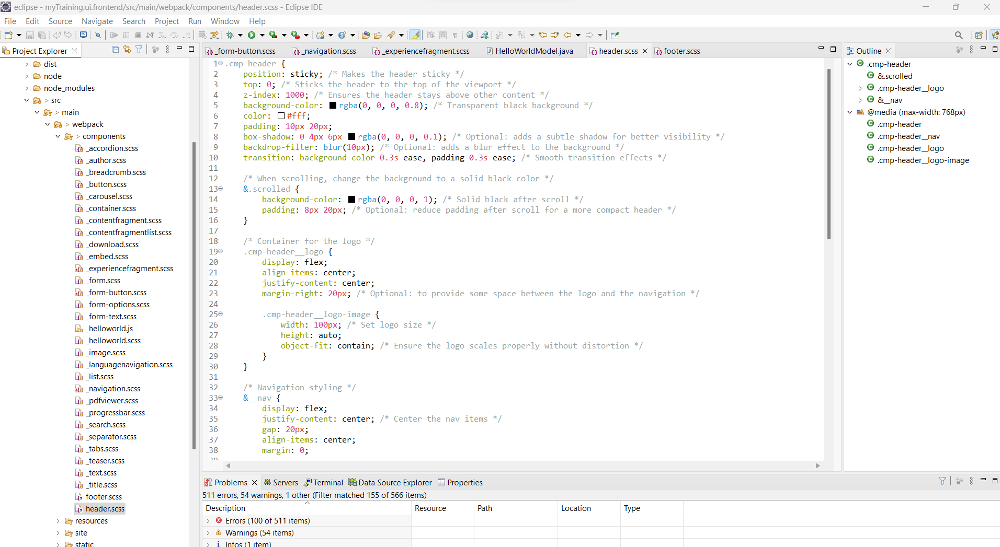 eclipse - myTraining.ui.frontend/src/main/webpack/components/header.scss - Eclipse IDE
File Edit Source Navigate Search Project Run Window Help
Project Explorer
dist
node
node_modules
> src
> main
> webpack
> components
_accordion.scss
_author.scss
_breadcrumb.scss
_button.scss
_carousel.scss
_container.scss
_contentfragment.scss
_contentfragmentlist.scss
_download.scss
_embed.scss
_experiencefragment.scss
_form.scss
_form-button.scss
_form-options.scss
_form-text.scss
_helloworld.js
_helloworld.scss
_image.scss
_languagenavigation.scss
_list.scss
_navigation.scss
_pdfviewer.scss
_progressbar.scss
_search.scss
_separator.scss
_tabs.scss
_teaser.scss
_text.scss
_title.scss
footer.scss
header.scss
resources
site
static
_form-button.scss _navigation.scss _experiencefragment.scss HelloWorldModel.java header.scss footer.scss
1 .cmp-header {
2 position: sticky; /* Makes the header sticky */
3 top: 0; /* Sticks the header to the top of the viewport */
4 z-index: 1000; /* Ensures the header stays above other content */
5 background-color: rgba(0, 0, 0, 0.8); /* Transparent black background */
6 color: #fff;
7 padding: 10px 20px;
8 box-shadow: 0 4px 6px rgba(0, 0, 0, 0.1); /* Optional: adds a subtle shadow for better visibility */
9 backdrop-filter: blur(10px); /* Optional: adds a blur effect to the background */
10 transition: background-color 0.3s ease, padding 0.3s ease; /* Smooth transition effects */
11
12 /* When scrolling, change the background to a solid black color */
13 &.scrolled {
14 background-color: rgba(0, 0, 0, 1); /* Solid black after scroll */
15 padding: 8px 20px; /* Optional: reduce padding after scroll for a more compact header */
16 }
17
18 /* Container for the logo */
19 .cmp-header__logo {
20 display: flex;
21 align-items: center;
22 justify-content: center;
23 margin-right: 20px; /* Optional: to provide some space between the logo and the navigation */
24
25 .cmp-header__logo-image {
26 width: 100px; /* Set logo size */
27 height: auto;
28 object-fit: contain; /* Ensure the logo scales properly without distortion */
29 }
30 }
31
32 /* Navigation styling */
33 &__nav {
34 display: flex;
35 justify-content: center; /* Center the nav items */
36 gap: 20px;
37 align-items: center;
38 margin: 0;
39
Outline
.cmp-header
&.scrolled
.cmp-header__logo
&__nav
@media (max-width: 768px)
.cmp-header
.cmp-header__nav
.cmp-header__logo
.cmp-header__logo-image
Problems Servers Terminal Data Source Explorer Properties
511 errors, 54 warnings, 1 other (Filter matched 155 of 566 items)
Description Resource Path Location Type
Errors (100 of 511 items)
Warnings (54 items)
Infos (1 item)